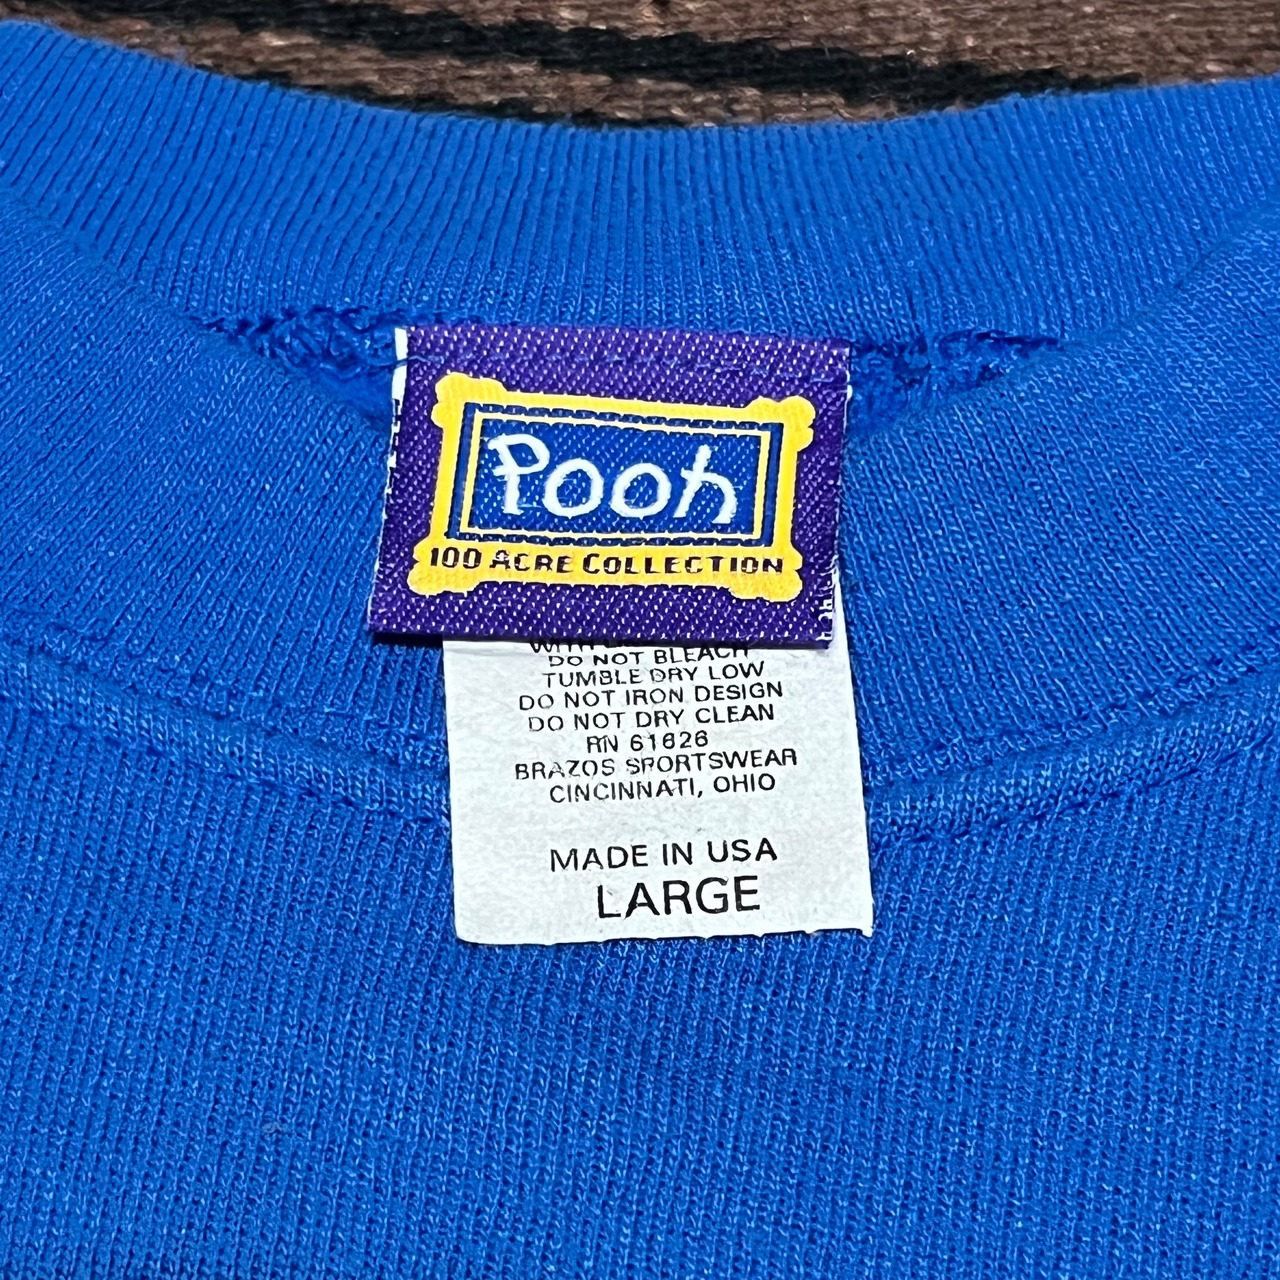 Pooh
100 ACRE COLLECTION
DO NOT BLEACH
TUMBLE DRY LOW
DO NOT IRON DESIGN
DO NOT DRY CLEAN
RN 61626
BRAZOS SPORTSWEAR
CINCINNATI, OHIO
MADE IN USA
LARGE